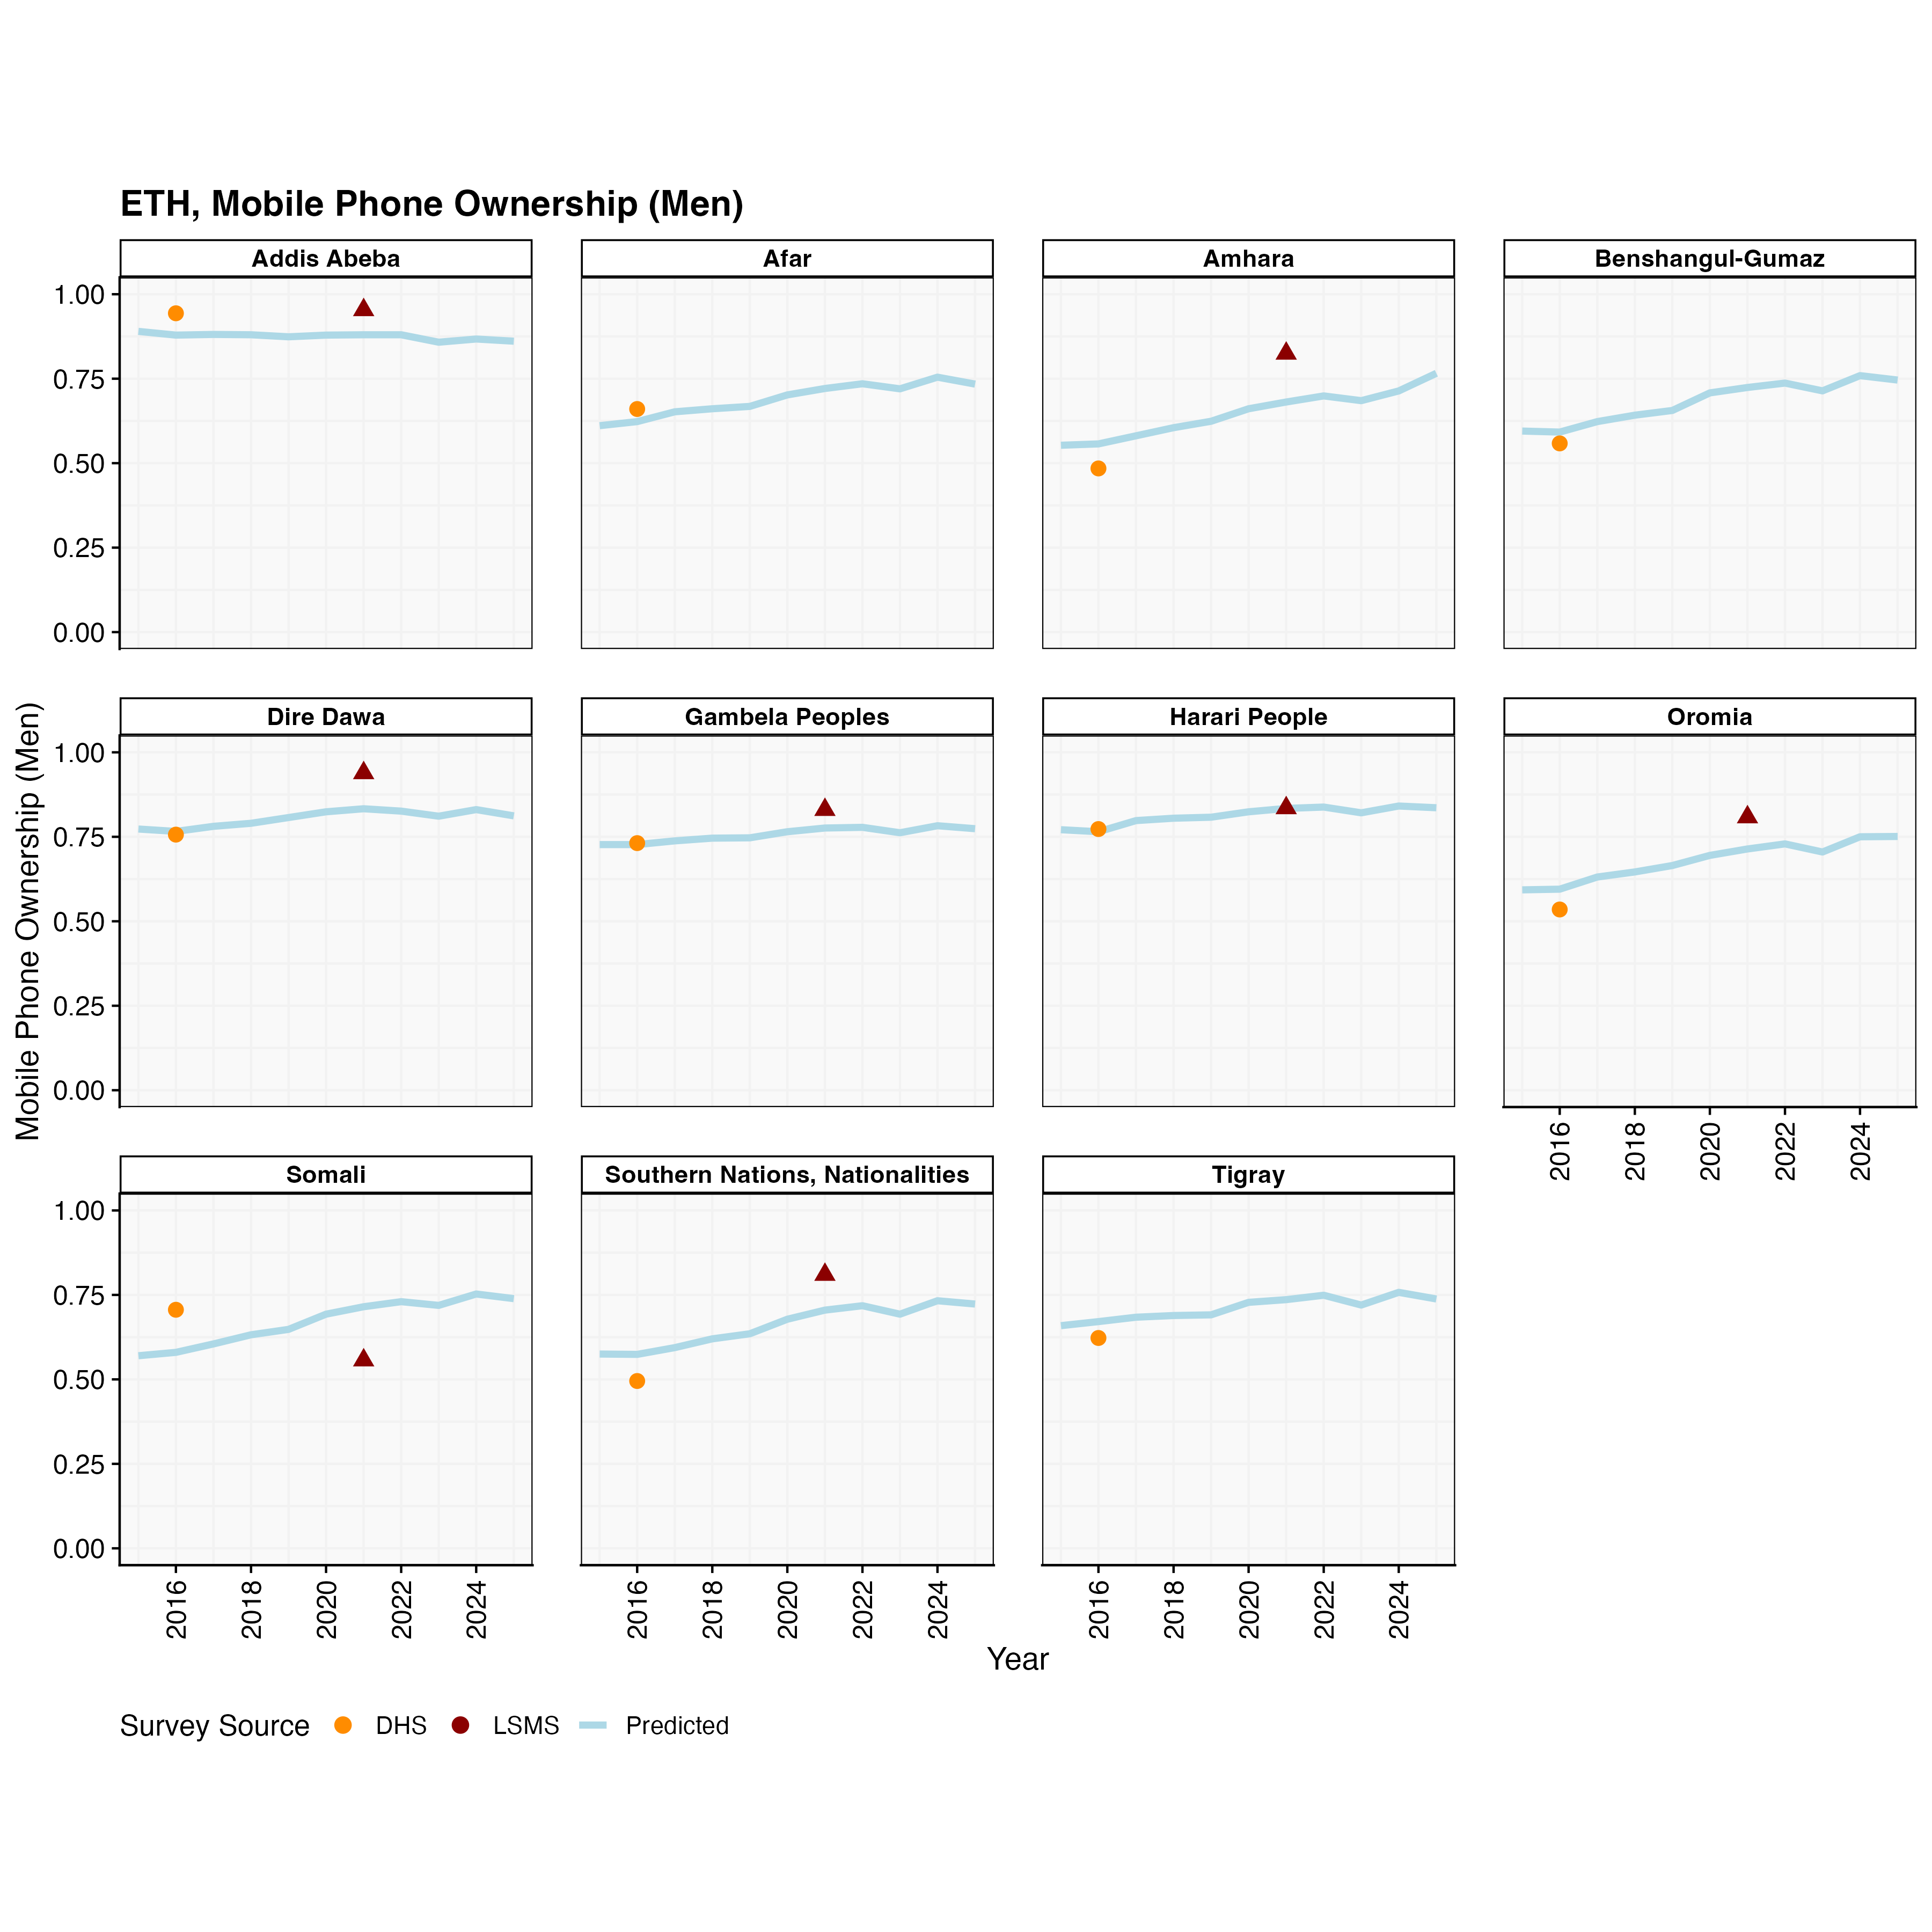 ETH, Mobile Phone Ownership (Men)
Addis Abeba
Afar
Amhara
Benshangul-Gumaz
1.00
0.75
0.50
0.25
0.00
Dire Dawa
Gambela Peoples
Harari People
Oromia
1.00
0.75
0.50
0.25
0.00
2016
2018
2020
2022
2024
Mobile Phone Ownership (Men)
Somali
Southern Nations, Nationalities
Tigray
1.00
0.75
0.50
0.25
0.00
2016
2018
2020
2022
2024
2016
2018
2020
2022
2024
2016
2018
2020
2022
2024
Year
Survey Source DHS LSMS Predicted